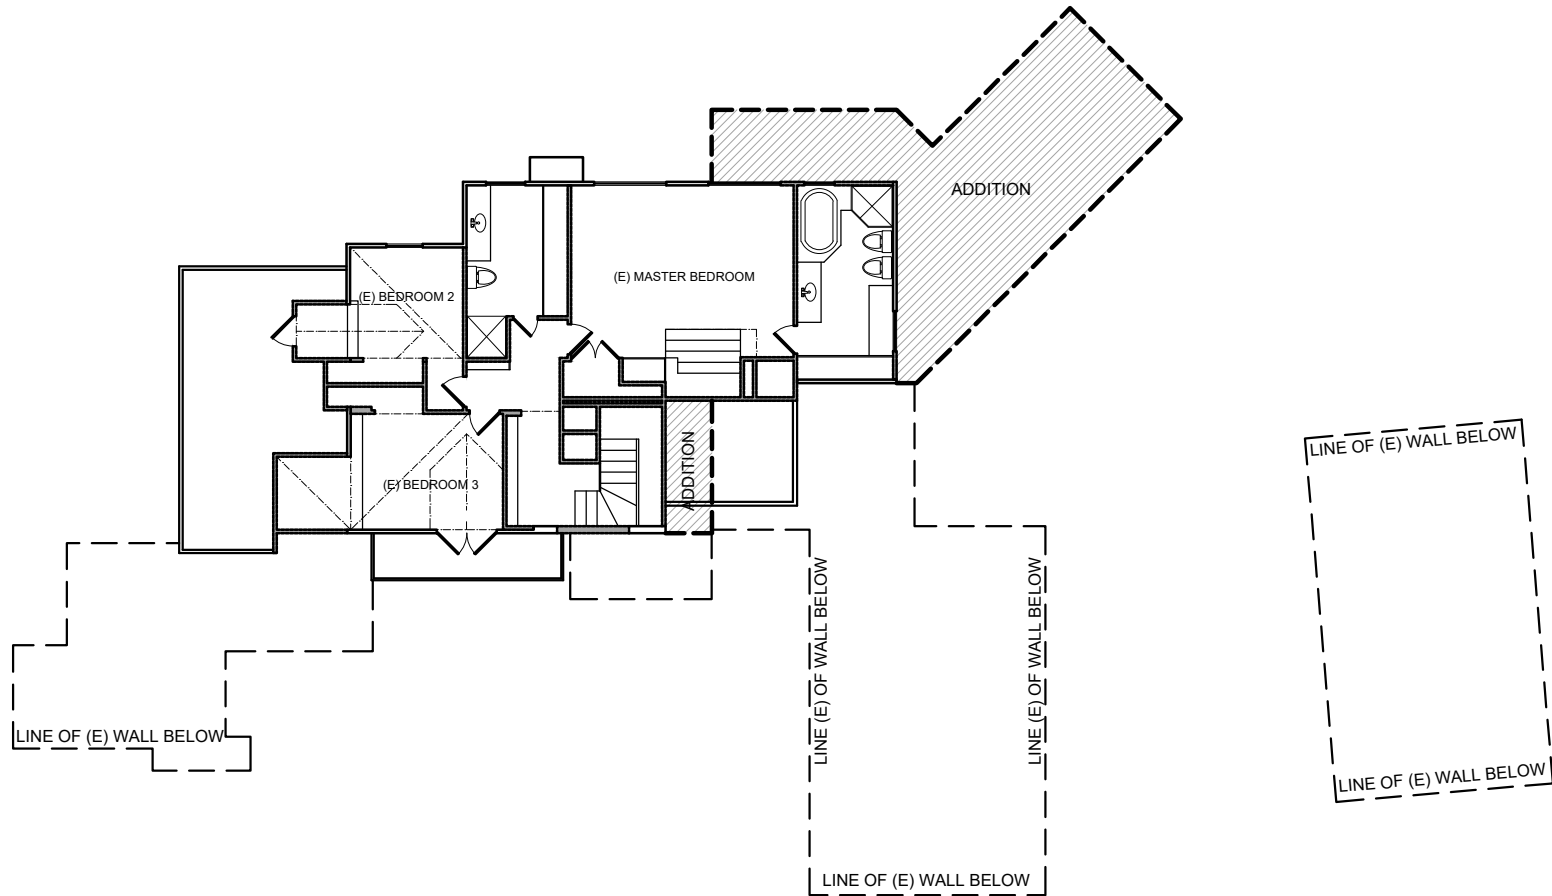 ADDITION
(E) MASTER BEDROOM
(E) BEDROOM 2
LINE OF (E) WALL BELOW
ADDITION
(E) BEDROOM 3
LINE (E) OF WALL BELOW
LINE (E) OF WALL BELOW
LINE OF (E) WALL BELOW
LINE OF (E) WALL BELOW
LINE OF (E) WALL BELOW